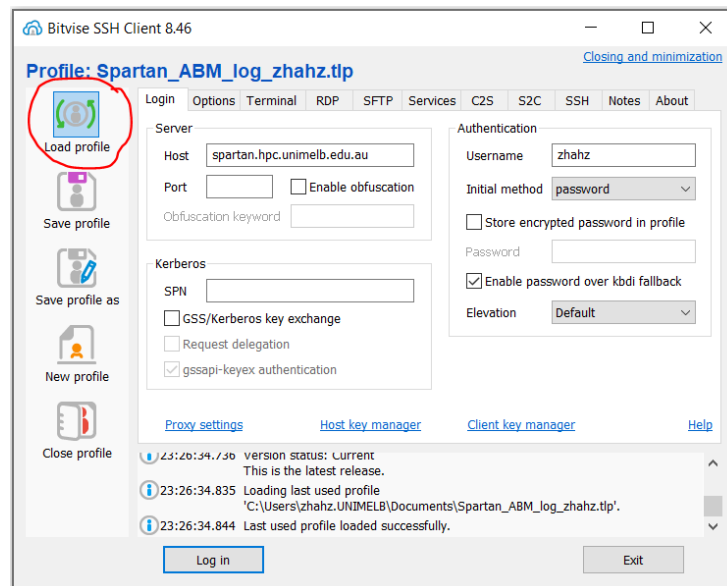 Bitvise SSH Client 8.46
Closing and minimization
Profile: Spartan_ABM_log_zhahz.tlp
Load profile
Save profile
Save profile as
New profile
Close profile
Login Options Terminal RDP SFTP Services C2S S2C SSH Notes About
Server
Host spartan.hpc.unimelb.edu.au
Port Enable obfuscation
Obfuscation keyword
Kerberos
SPN
GSS/Kerberos key exchange
Request delegation
gssapi-keyex authentication
Authentication
Username zhahz
Initial method password
Store encrypted password in profile
Password
Enable password over kbdi fallback
Elevation Default
Proxy settings Host key manager Client key manager Help
23:26:34.736 Version status: Current
This is the latest release.
23:26:34.835 Loading last used profile
'C:\Users\zhahz.UNIMELB\Documents\Spartan_ABM_log_zhahz.tlp'.
23:26:34.844 Last used profile loaded successfully.
Log in Exit